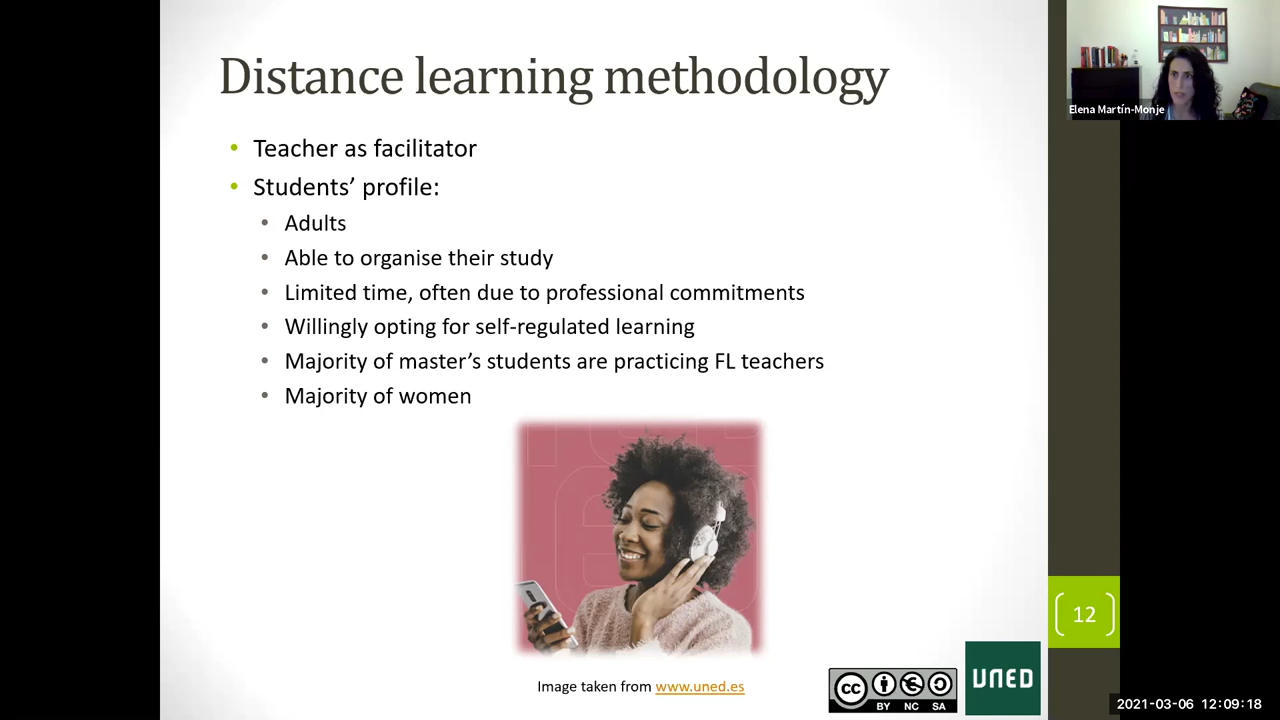 Distance learning methodology
Elena Martín-Monje
• Teacher as facilitator
• Students’ profile:
• Adults
• Able to organise their study
• Limited time, often due to professional commitments
• Willingly opting for self-regulated learning
• Majority of master’s students are practicing FL teachers
• Majority of women
12
Image taken from www.uned.es
cc
BY NC SA
UNED
2021-03-06 12:09:18